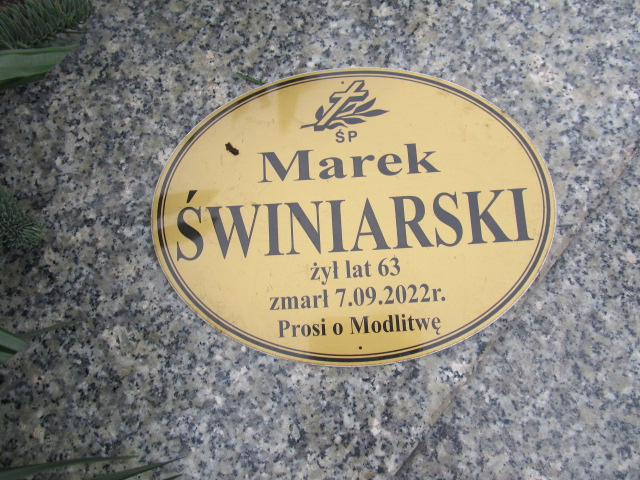 ŚP
Marek
ŚWINIARSKI
żył lat 63
zmarł 7.09.2022r.
Prosi o Modlitwę